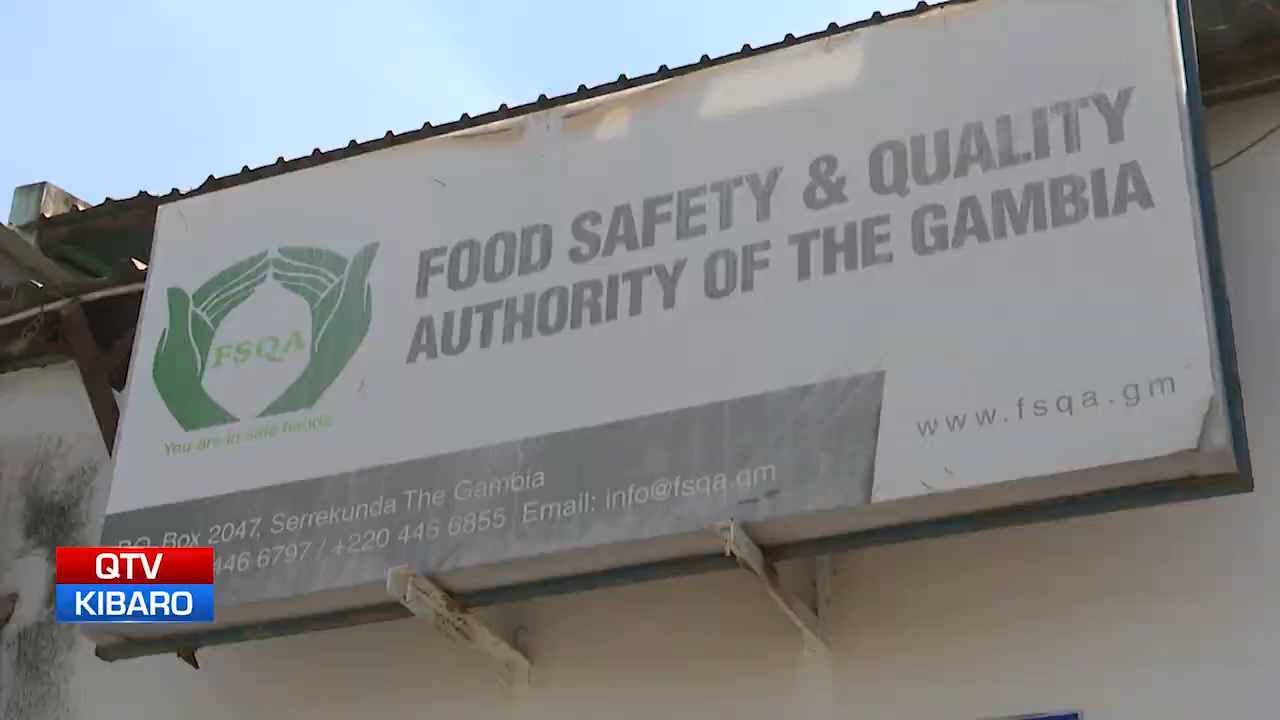 FOOD SAFETY & QUALITY
AUTHORITY OF THE GAMBIA
FSQA
You are in safe hands
www.fsqa.gm
P.O. Box 2047, Serrekunda The Gambia
446 6797 / +220 446 6855 Email: info@fsqa.gm
QTV
KIBARO